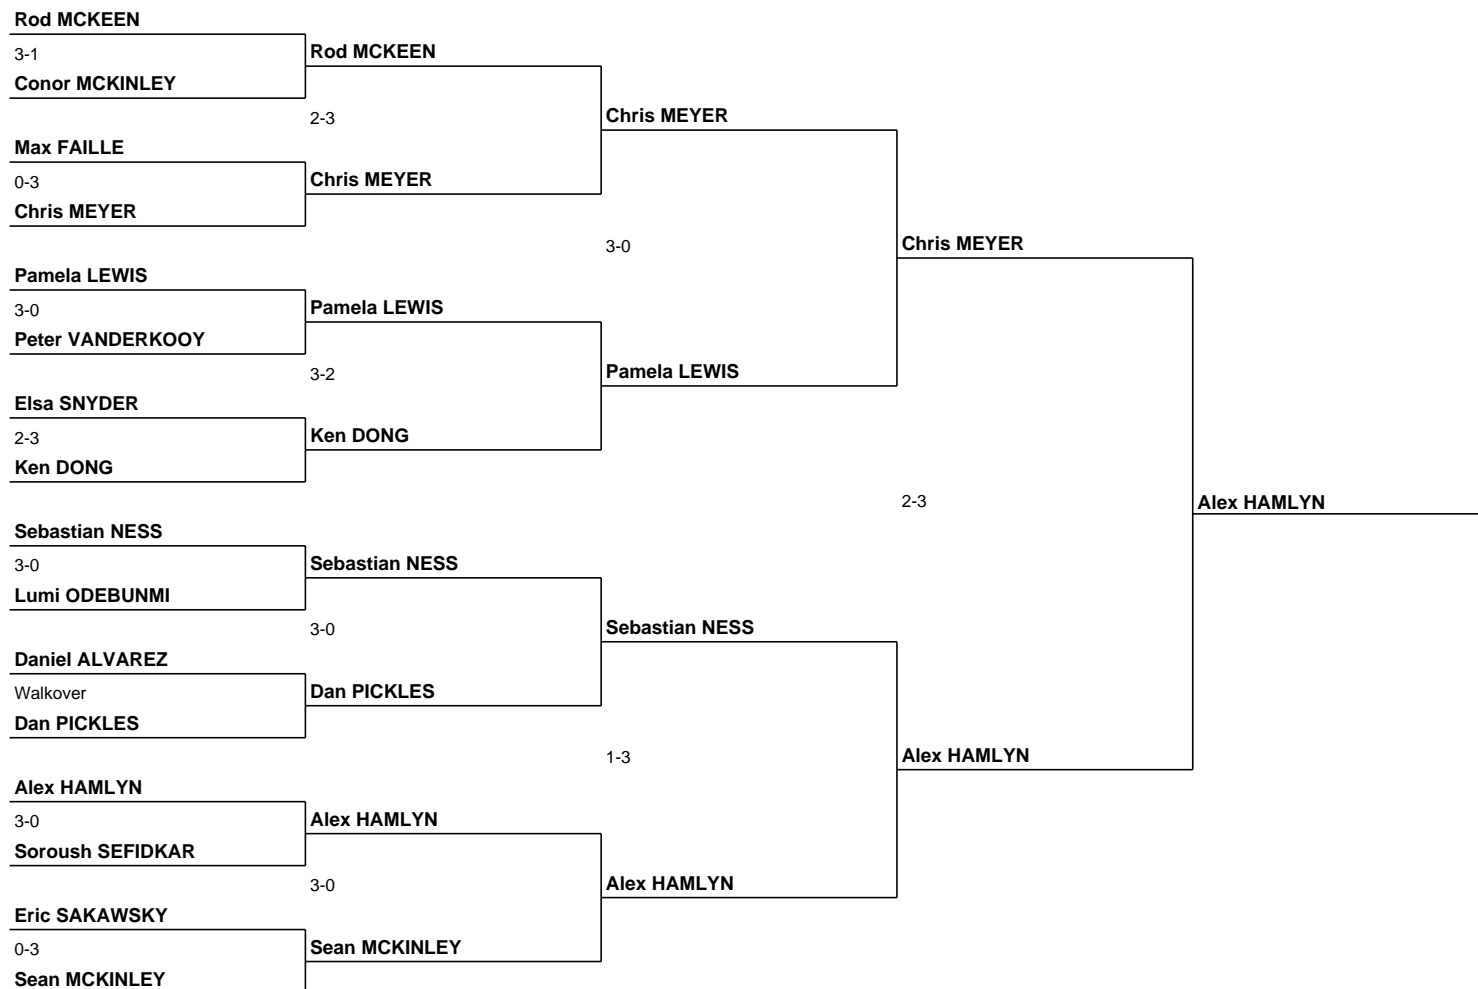 Rod MCKEEN
3-1
Conor MCKINLEY
Max FAILLE
0-3
Chris MEYER
Pamela LEWIS
3-0
Peter VANDERKOOY
Elsa SNYDER
2-3
Ken DONG
Sebastian NESS
3-0
Lumi ODEBUNMI
Daniel ALVAREZ
Walkover
Dan PICKLES
Alex HAMLYN
3-0
Soroush SEFIDKAR
Eric SAKAWSKY
0-3
Sean MCKINLEY
Rod MCKEEN
2-3
Chris MEYER
Pamela LEWIS
3-2
Ken DONG
Sebastian NESS
3-0
Dan PICKLES
Alex HAMLYN
3-0
Sean MCKINLEY
Chris MEYER
3-0
Pamela LEWIS
Sebastian NESS
1-3
Alex HAMLYN
Chris MEYER
2-3
Alex HAMLYN
Alex HAMLYN